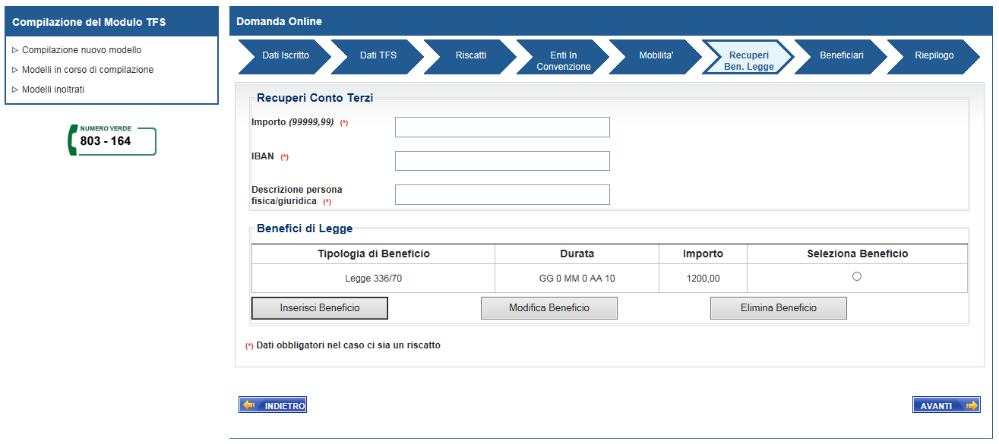 Compilazione del Modulo TFS
Compilazione nuovo modello
Modelli in corso di compilazione
Modelli inoltrati
NUMERO VERDE
803 - 164
Domanda Online
Dati Iscritto
Dati TFS
Riscatti
Enti In
Convenzione
Mobilita'
Recuperi
Ben. Legge
Beneficiari
Riepilogo
Recuperi Conto Terzi
Importo (99999,99) (*)
IBAN (*)
Descrizione persona
fisica/giuridica (*)
Benefici di Legge
Tipologia di Beneficio Durata Importo Seleziona Beneficio
Legge 336/70 GG 0 MM 0 AA 10 1200,00
Inserisci Beneficio Modifica Beneficio Elimina Beneficio
(*) Dati obbligatori nel caso ci sia un riscatto
INDIETRO AVANTI